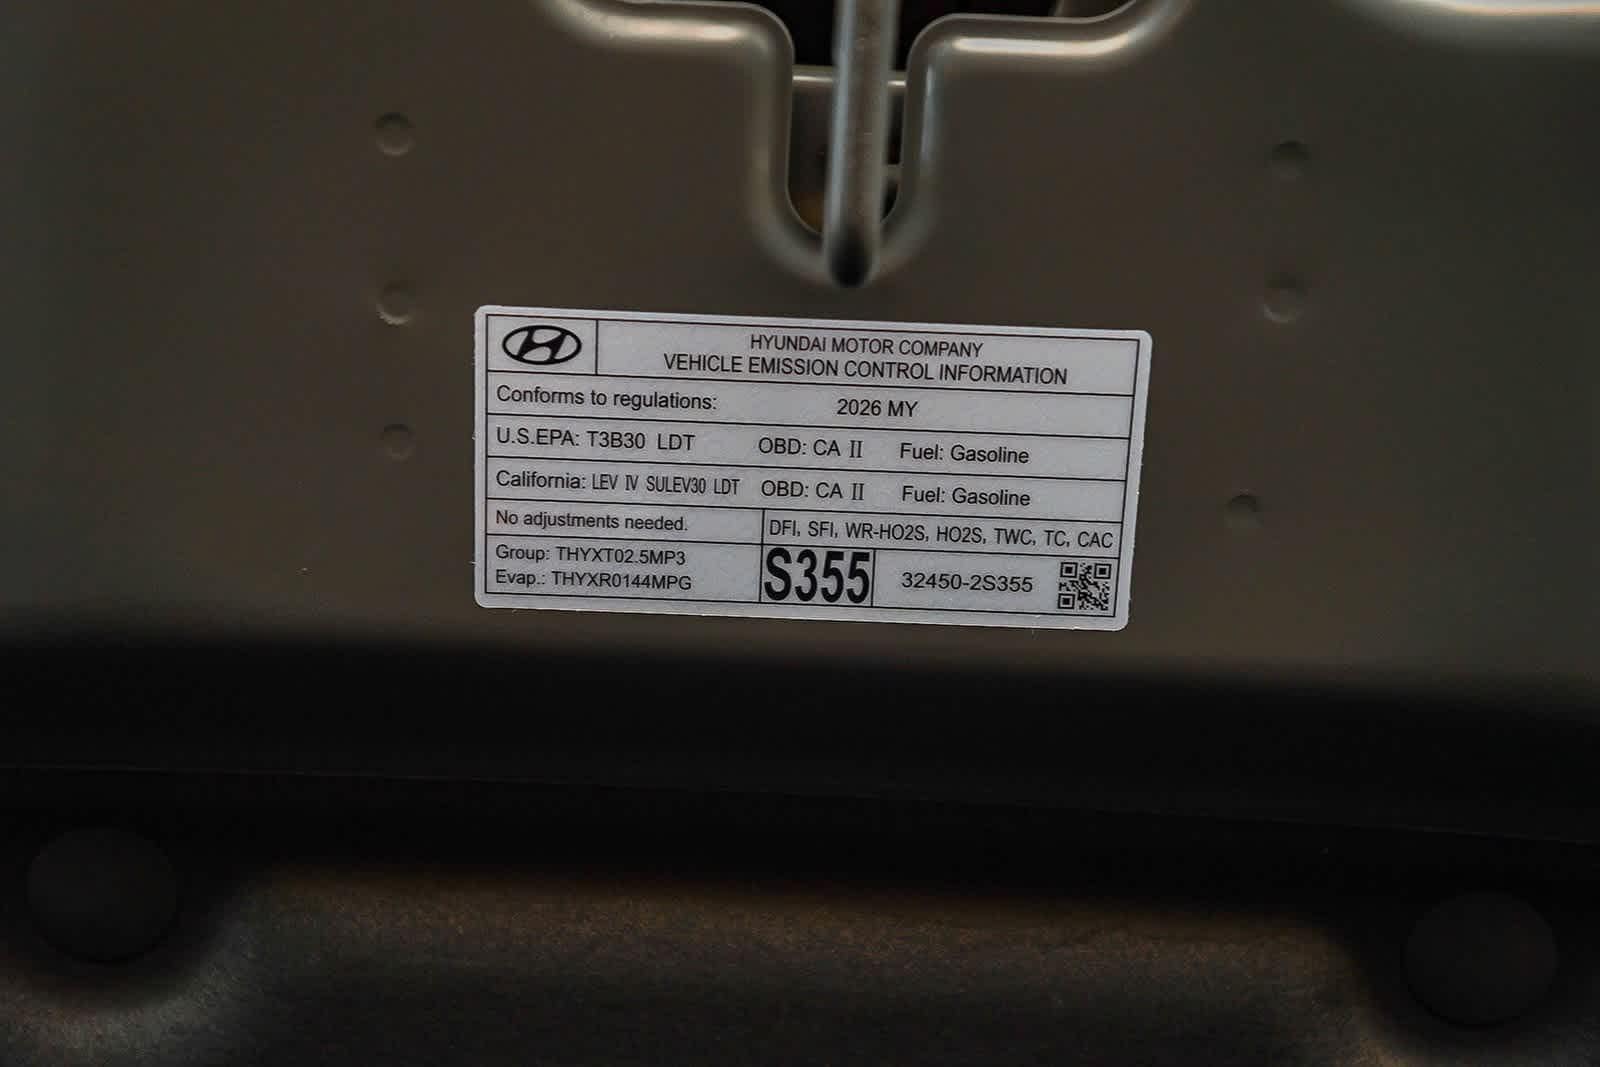 HYUNDAI MOTOR COMPANY
VEHICLE EMISSION CONTROL INFORMATION
Conforms to regulations: 2026 MY
U.S.EPA: T3B30 LDT OBD: CA II Fuel: Gasoline
California: LEV IV SULEV30 LDT OBD: CA II Fuel: Gasoline
No adjustments needed. DFI, SFI, WR-HO2S, HO2S, TWC, TC, CAC
Group: THYXT02.5MP3
Evap.: THYXR0144MPG
S355 32450-2S355